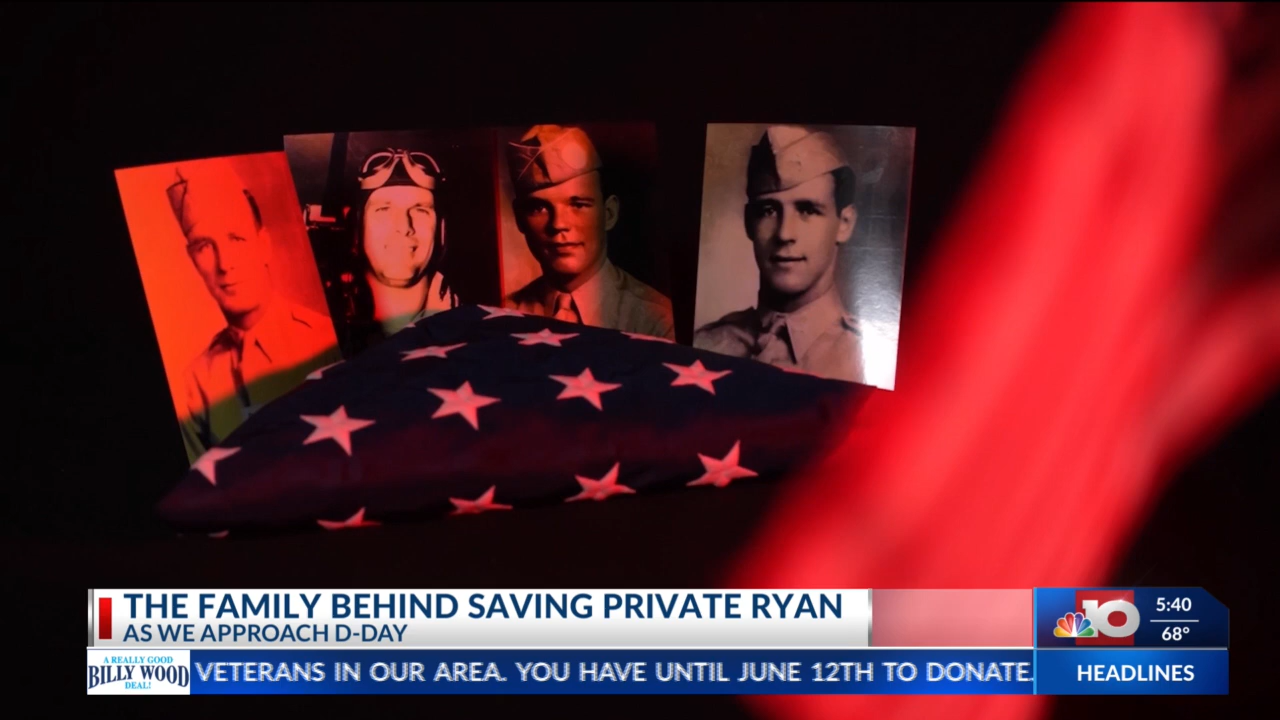 THE FAMILY BEHIND SAVING PRIVATE RYAN
AS WE APPROACH D-DAY
10
5:40
68°
A REALLY GOOD
BILLY WOOD
DEAL!
VETERANS IN OUR AREA. YOU HAVE UNTIL JUNE 12TH TO DONATE.
HEADLINES